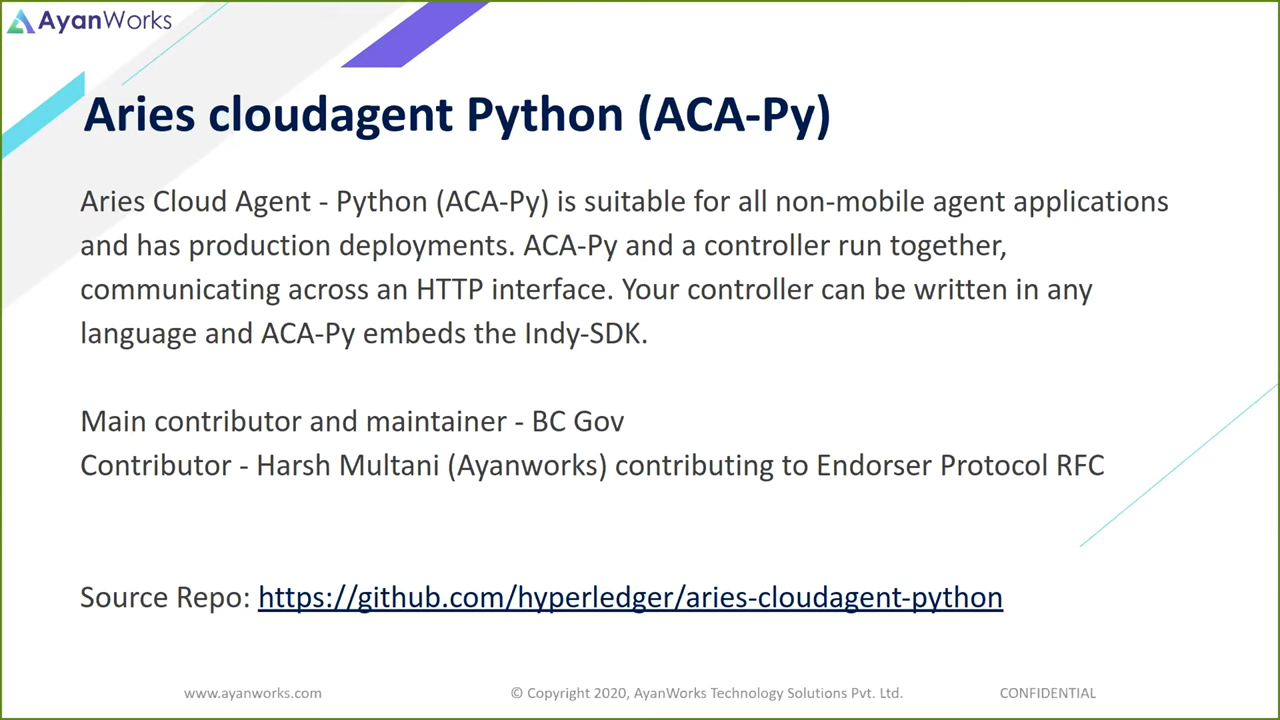 AyanWorks
Aries cloudagent Python (ACA-Py)
Aries Cloud Agent - Python (ACA-Py) is suitable for all non-mobile agent applications
and has production deployments. ACA-Py and a controller run together,
communicating across an HTTP interface. Your controller can be written in any
language and ACA-Py embeds the Indy-SDK.
Main contributor and maintainer - BC Gov
Contributor - Harsh Multani (Ayanworks) contributing to Endorser Protocol RFC
Source Repo: https://github.com/hyperledger/aries-cloudagent-python
www.ayanworks.com © Copyright 2020, AyanWorks Technology Solutions Pvt. Ltd. CONFIDENTIAL